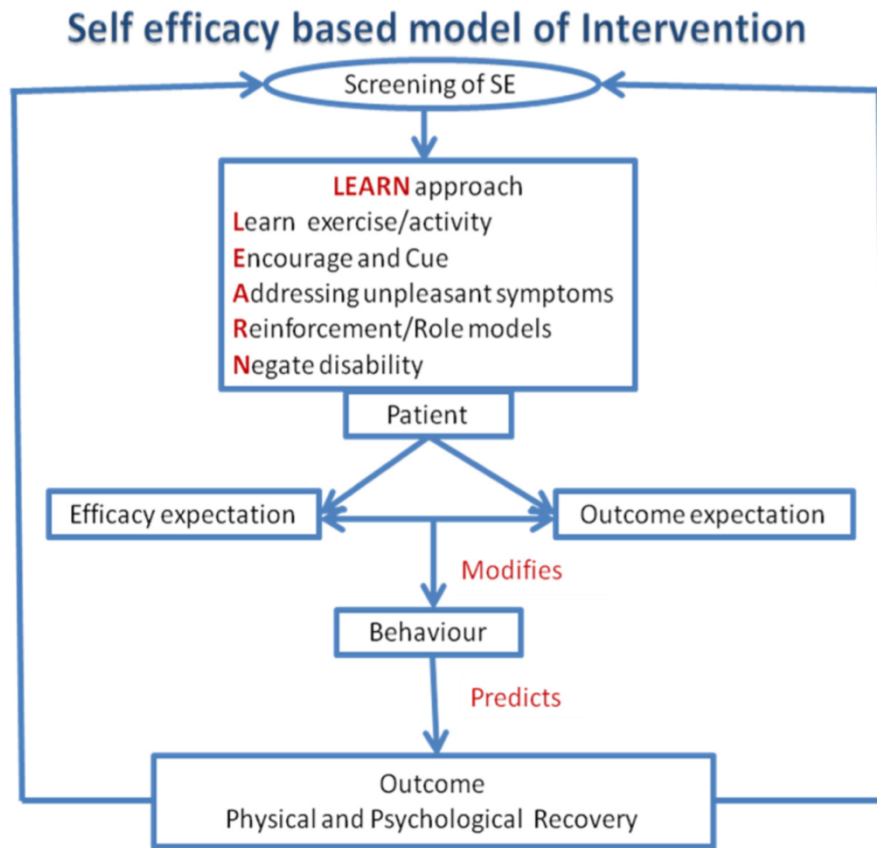 Self efficacy based model of Intervention
Screening of SE
LEARN approach
Learn exercise/activity
Encourage and Cue
Addressing unpleasant symptoms
Reinforcement/Role models
Negate disability
Patient
Efficacy expectation
Outcome expectation
Modifies
Behaviour
Predicts
Outcome
Physical and Psychological Recovery